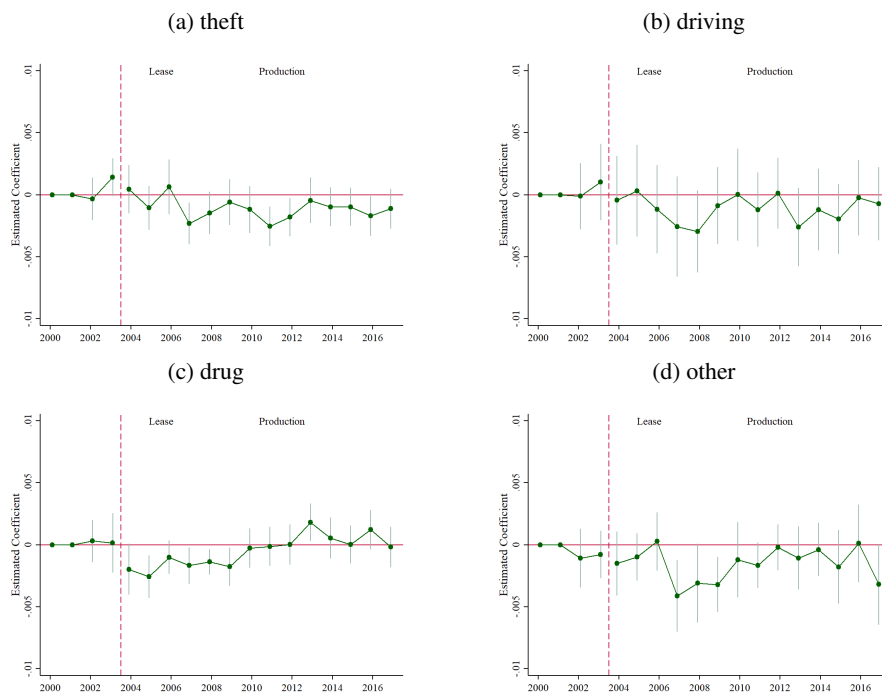 (a) theft
(b) driving
Lease Production
Lease Production
Estimated Coefficient
.01
.005
0
-.005
-.01
2000 2002 2004 2006 2008 2010 2012 2014 2016
Estimated Coefficient
.01
.005
0
-.005
-.01
2000 2002 2004 2006 2008 2010 2012 2014 2016
(c) drug
(d) other
Lease Production
Lease Production
Estimated Coefficient
.01
.005
0
-.005
-.01
2000 2002 2004 2006 2008 2010 2012 2014 2016
Estimated Coefficient
.01
.005
0
-.005
-.01
2000 2002 2004 2006 2008 2010 2012 2014 2016